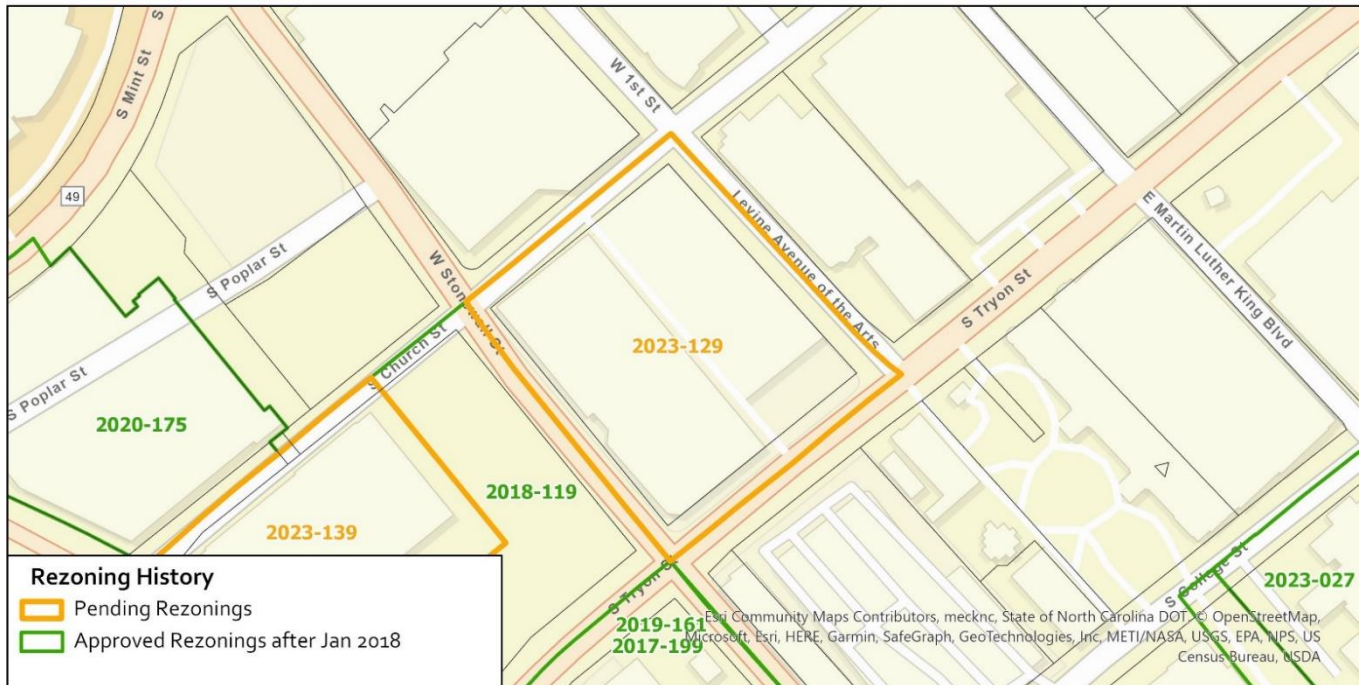 S Mint St
S
W 1st St
49
S Poplar St
W Stonewall St
Levine Avenue of the Arts
E Martin Luther King Blvd
S Tryon St
S Church St
2023-129
S Poplar St
2020-175
2018-119
2023-139
S College St
2023-027
S Tryon St
2019-161
2017-199
Rezoning History
Pending Rezonings
Approved Rezonings after Jan 2018
Esri Community Maps Contributors, mecknc, State of North Carolina DOT, © OpenStreetMap,
Microsoft, Esri, HERE, Garmin, SafeGraph, GeoTechnologies, Inc, METI/NASA, USGS, EPA, NPS, US
Census Bureau, USDA